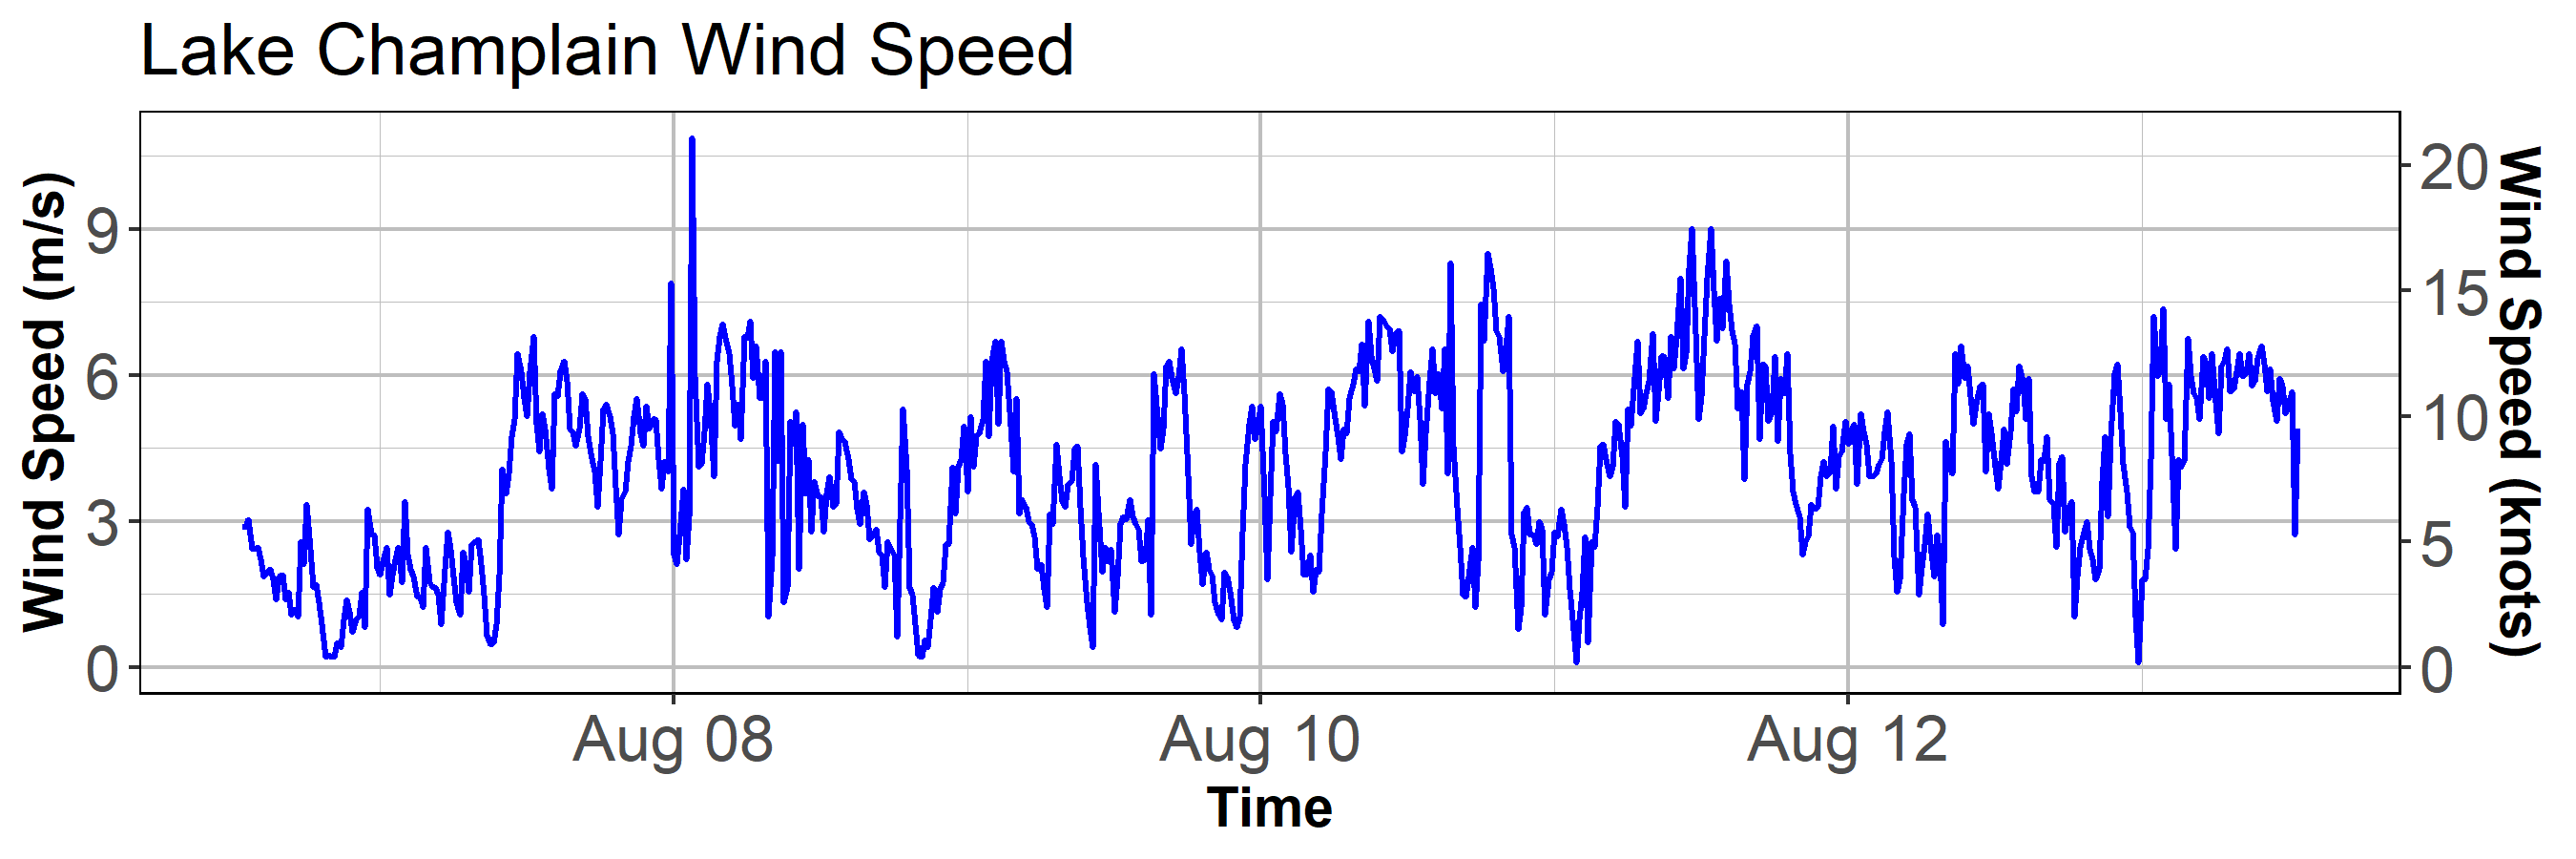 Lake Champlain Wind Speed
Wind Speed (m/s)
9
6
3
0
20
15
10
5
0
Wind Speed (knots)
Aug 08
Aug 10
Aug 12
Time